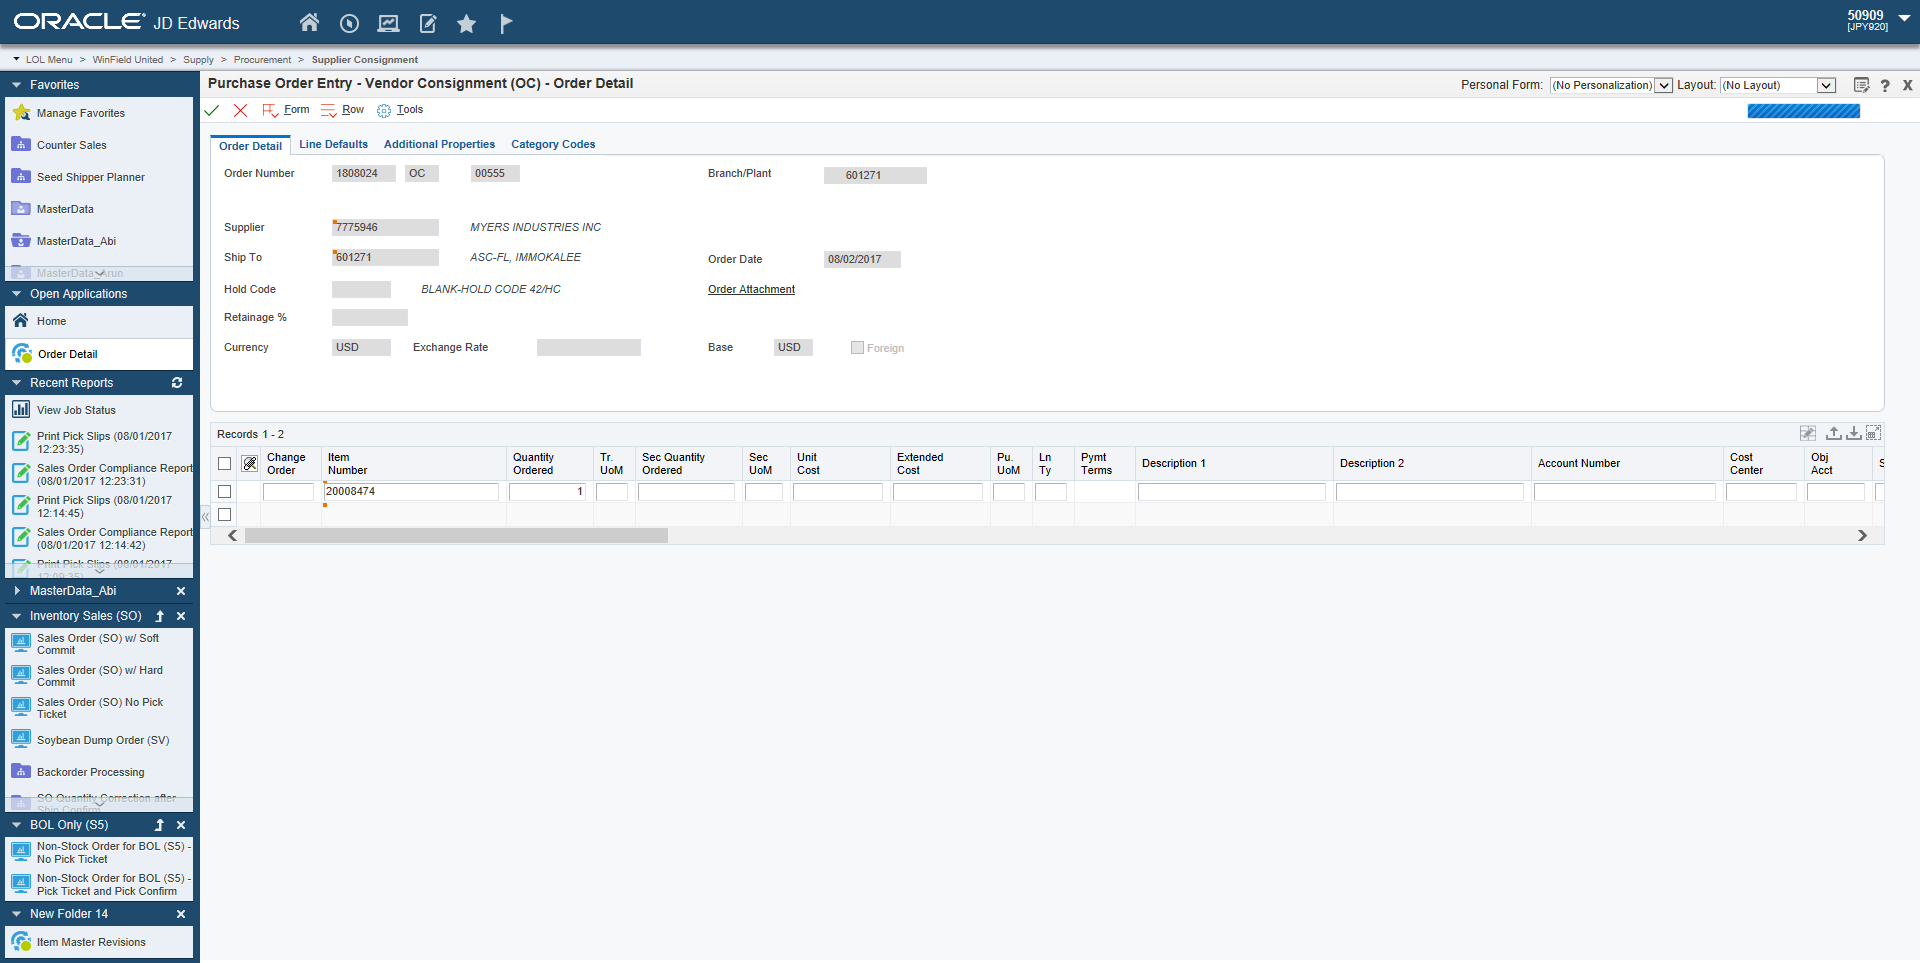 ORACLE JD Edwards
50909
[JPY920]
LOL Menu > WinField United > Supply > Procurement > Supplier Consignment
Favorites
Manage Favorites
Counter Sales
Seed Shipper Planner
MasterData
MasterData_Abi
MasterData_Arun
Open Applications
Home
Order Detail
Recent Reports
View Job Status
Print Pick Slips (08/01/2017
12:23:35)
Sales Order Compliance Report
(08/01/2017 12:23:31)
Print Pick Slips (08/01/2017
12:14:45)
Sales Order Compliance Report
(08/01/2017 12:14:42)
Print Pick Slips (08/01/2017
MasterData_Abi
Inventory Sales (SO)
Sales Order (SO) w/ Soft
Commit
Sales Order (SO) w/ Hard
Commit
Sales Order (SO) No Pick
Ticket
Soybean Dump Order (SV)
Backorder Processing
SO Quantity Correction after
Ship Confirm
BOL Only (S5)
Non-Stock Order for BOL (S5) -
No Pick Ticket
Non-Stock Order for BOL (S5) -
Pick Ticket and Pick Confirm
New Folder 14
Item Master Revisions
Purchase Order Entry - Vendor Consignment (OC) - Order Detail
Personal Form: (No Personalization) Layout: (No Layout)
Form Row Tools
Order Detail Line Defaults Additional Properties Category Codes
Order Number 1808024 OC 00555 Branch/Plant 601271
Supplier 7775946 MYERS INDUSTRIES INC
Ship To 601271 ASC-FL, IMMOKALEE Order Date 08/02/2017
Hold Code BLANK-HOLD CODE 42/HC Order Attachment
Retainage %
Currency USD Exchange Rate Base USD Foreign
Records 1 - 2
Change Order Item Number Quantity Ordered Tr. UoM Sec Quantity Ordered Sec UoM Unit Cost Extended Cost Pu. UoM Ln Ty Pymt Terms Description 1 Description 2 Account Number Cost Center Obj Acct S
20008474 1